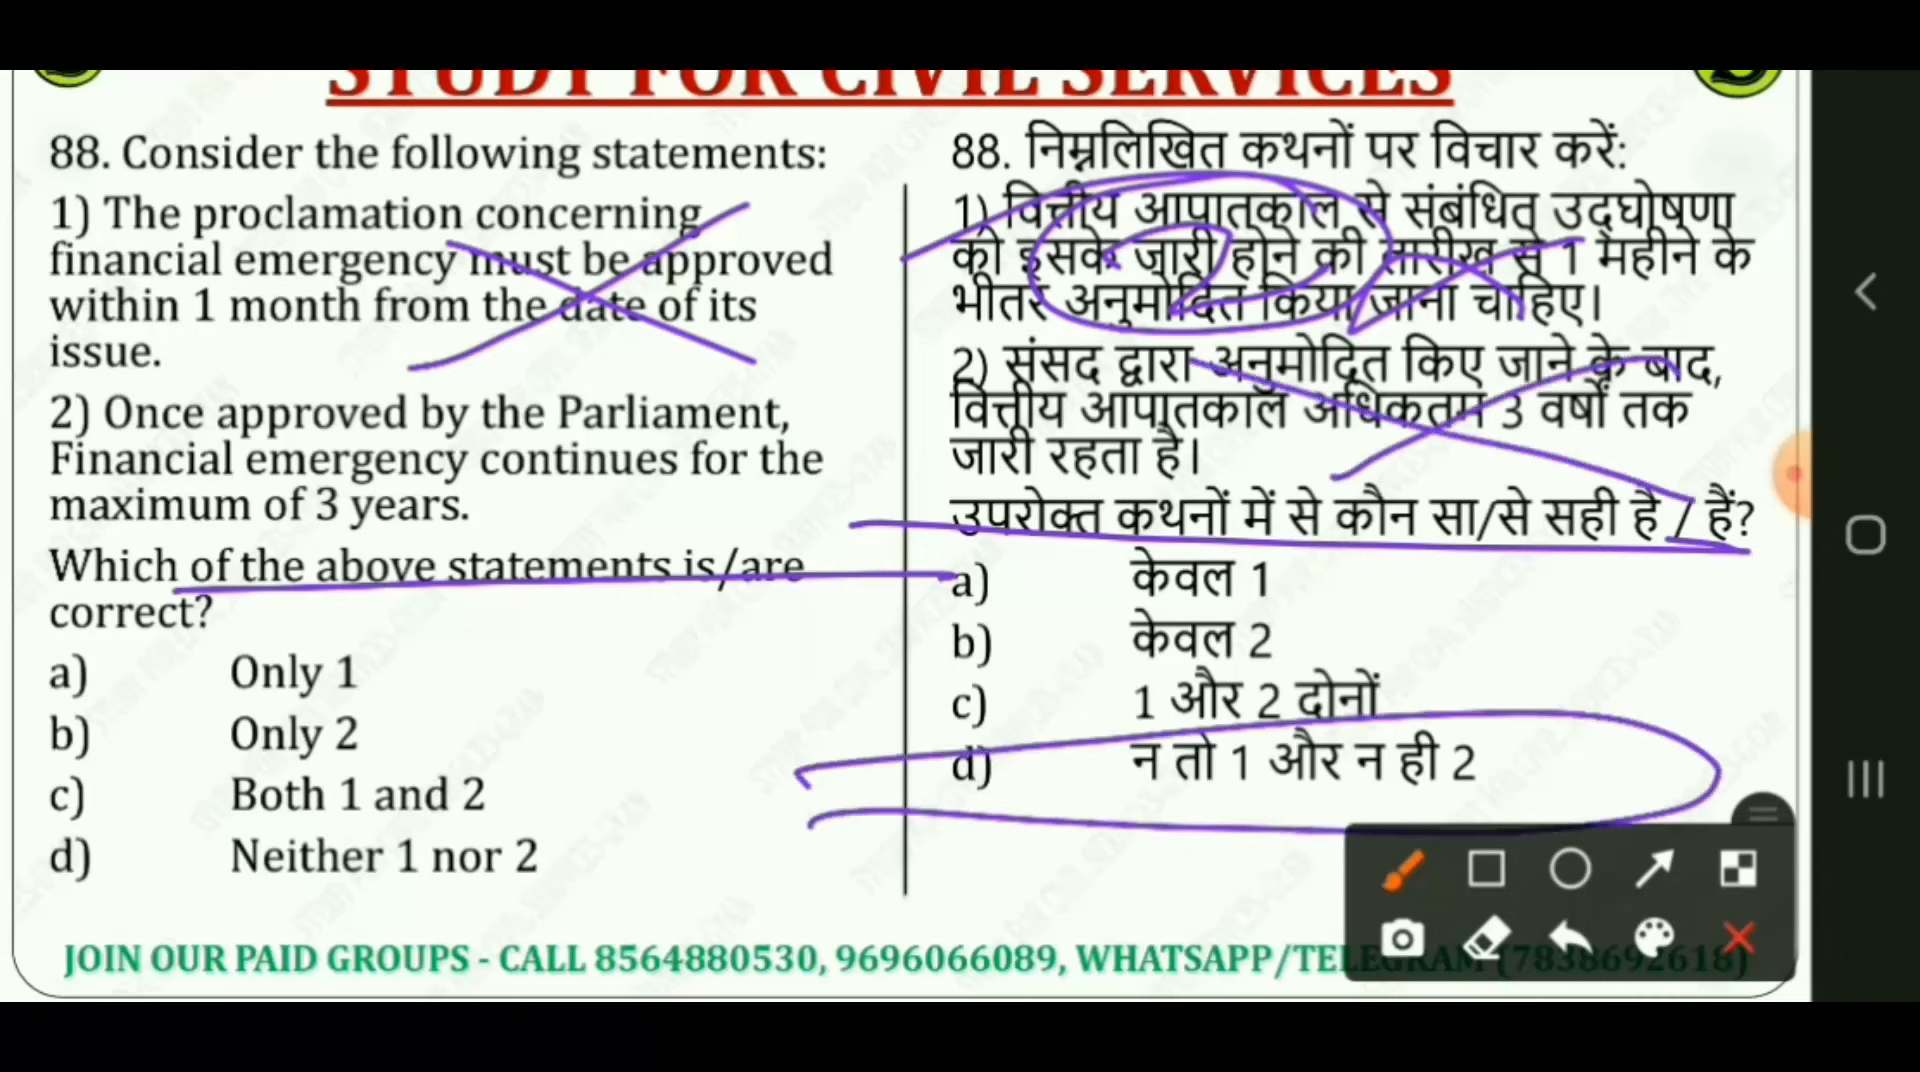 STUDY FOR CIVIL SERVICES
88. Consider the following statements:
1) The proclamation concerning
financial emergency must be approved
within 1 month from the date of its
issue.
2) Once approved by the Parliament,
Financial emergency continues for the
maximum of 3 years.
Which of the above statements is/are
correct?
a) Only 1
b) Only 2
c) Both 1 and 2
d) Neither 1 nor 2
88. निम्नलिखित कथनों पर विचार करें:
1) वित्तीय आपातकाल से संबंधित उद्घोषणा
को इसके जारी होने की तारीख से 1 महीने के
भीतर अनुमोदित किया जाना चाहिए।
2) संसद द्वारा अनुमोदित किए जाने के बाद,
वित्तीय आपातकाल अधिकतम 3 वर्षों तक
जारी रहता है।
उपरोक्त कथनों में से कौन सा/से सही है / हैं?
a) केवल 1
b) केवल 2
c) 1 और 2 दोनों
d) न तो 1 और न ही 2
2
JOIN OUR PAID GROUPS - CALL 8564880530, 9696066089, WHATSAPP/TELEGRAM (7838692618)